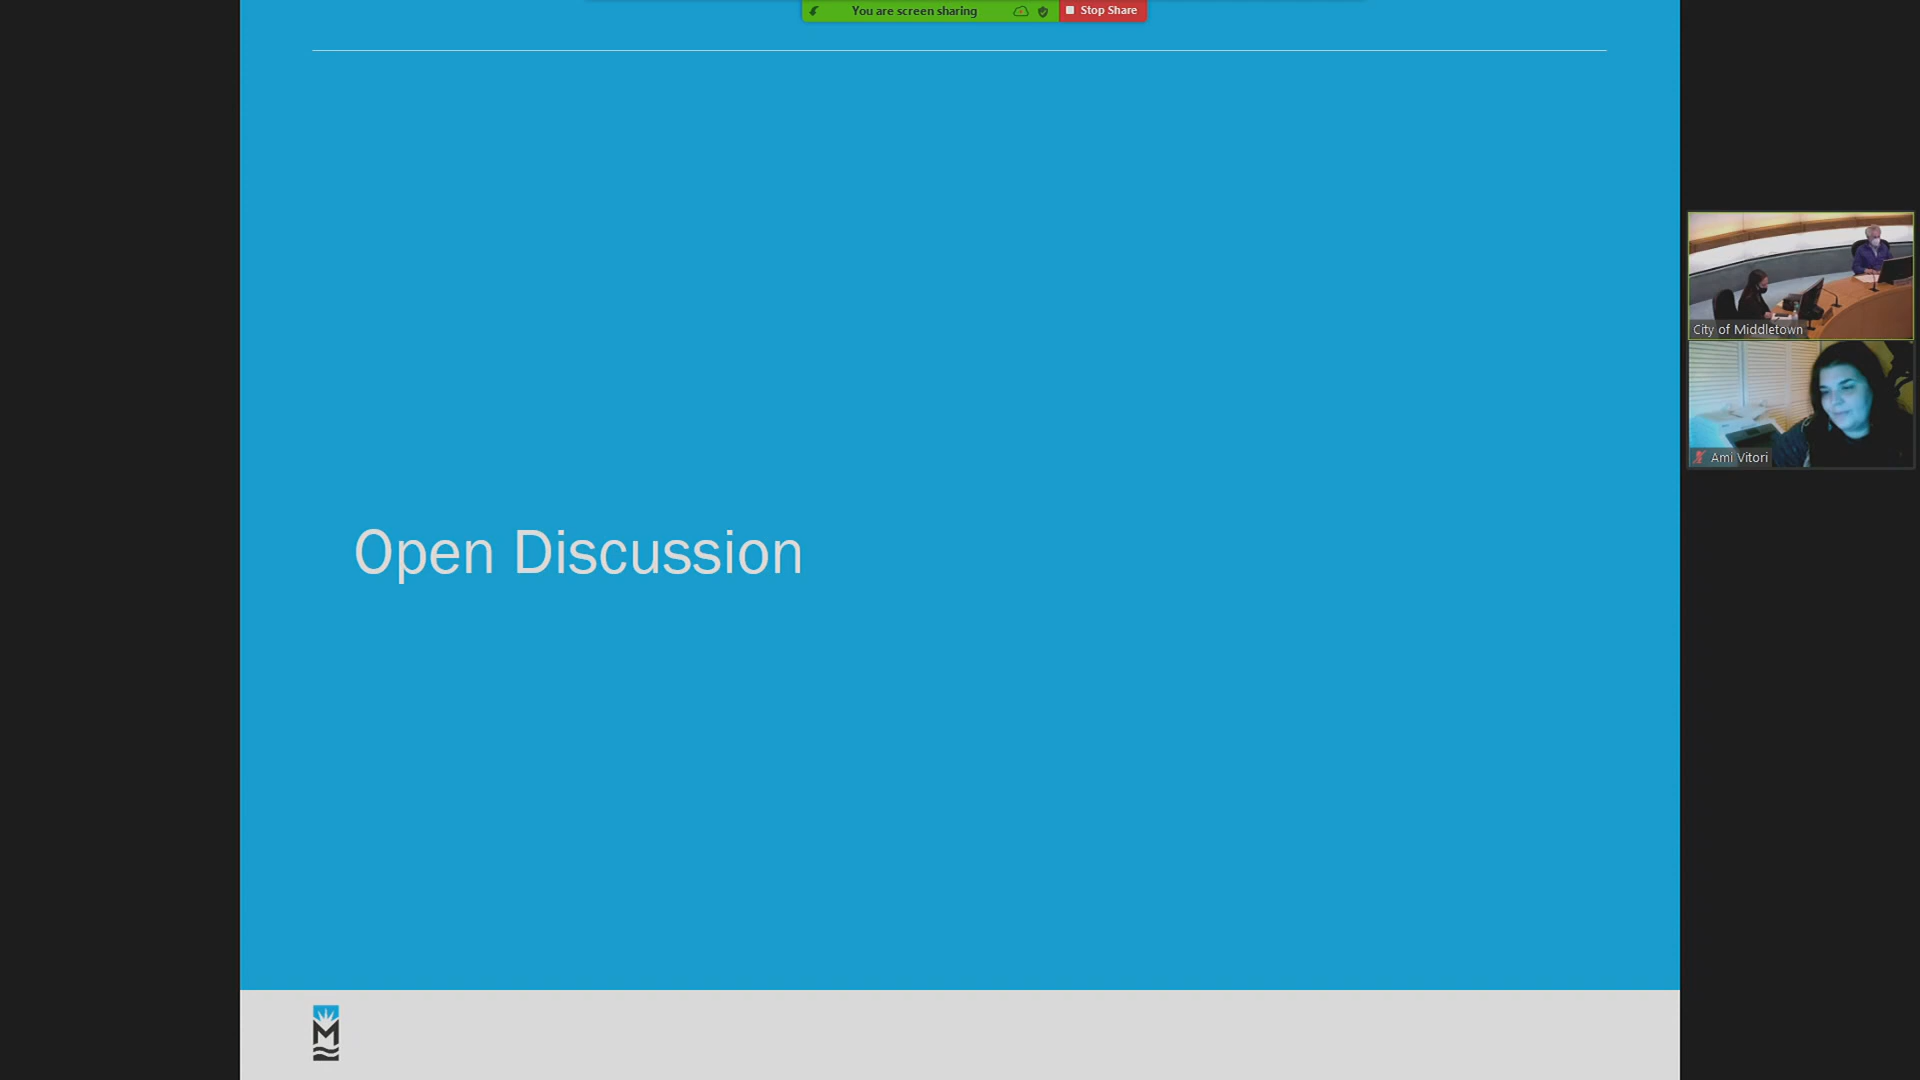 You are screen sharing
Stop Share
Open Discussion
City of Middletown
Ami Vitori
M